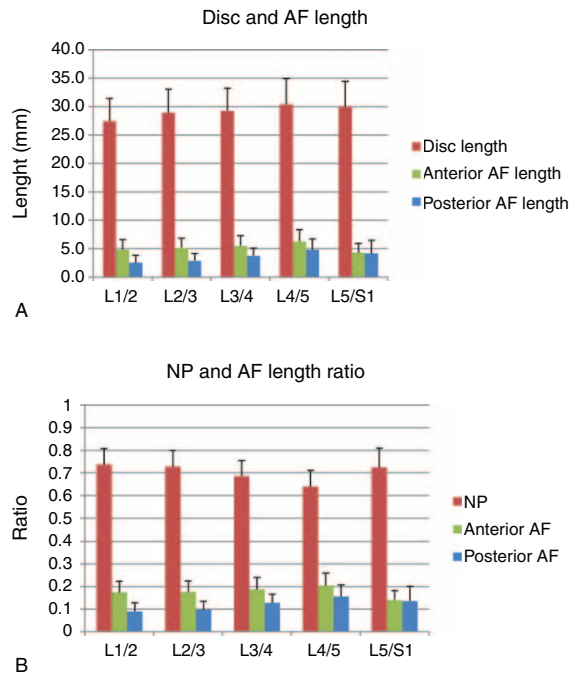 Disc and AF length
40.0
35.0
30.0
25.0
20.0
15.0
10.0
5.0
0.0
Lenght (mm)
L1/2 L2/3 L3/4 L4/5 L5/S1
Disc length
Anterior AF length
Posterior AF length
A
NP and AF length ratio
1
0.9
0.8
0.7
0.6
0.5
0.4
0.3
0.2
0.1
0
Ratio
L1/2 L2/3 L3/4 L4/5 L5/S1
NP
Anterior AF
Posterior AF
B